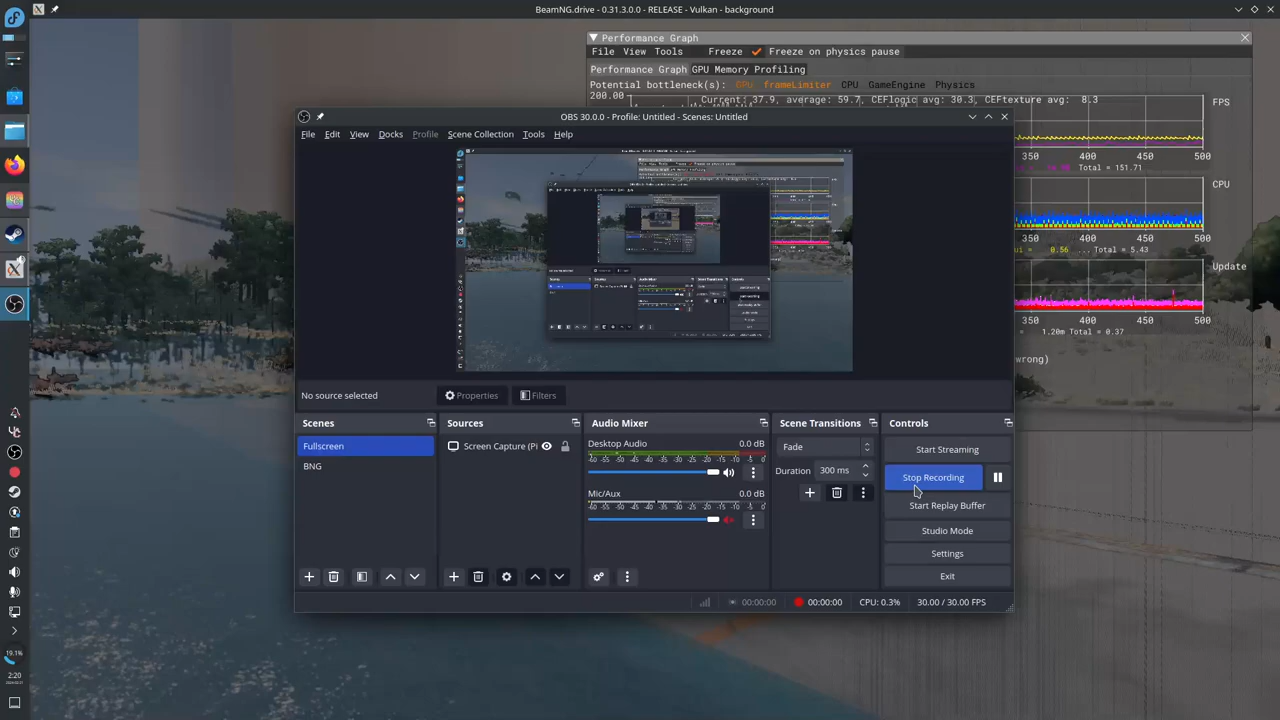 BeamNG.drive - 0.31.3.0.0 - RELEASE - Vulkan - background
Performance Graph
File View Tools Freeze Freeze on physics pause
Performance Graph GPU Memory Profiling
Potential bottleneck(s): GPU frameLimiter CPU GameEngine Physics
200.00 Current: 37.9, average: 59.7, CEFlogic avg: 30.3, CEFtexture avg: 8.3 FPS
OBS 30.0.0 - Profile: Untitled - Scenes: Untitled
File Edit View Docks Profile Scene Collection Tools Help
350 400 450 500
Total = 151.71
CPU
350 400 450 500
0.56 Total = 5.43
Update
350 400 450 500
= 1.20m Total = 0.37
wrong)
No source selected Properties Filters
Scenes Sources Audio Mixer Scene Transitions Controls
Fullscreen
BNG
Screen Capture (Pi
Desktop Audio 0.0 dB
-60 -55 -50 -45 -40 -35 -30 -25 -20 -15 -10 -5 0
Mic/Aux 0.0 dB
-60 -55 -50 -45 -40 -35 -30 -25 -20 -15 -10 -5 0
Fade
Duration 300 ms
Start Streaming
Stop Recording
Start Replay Buffer
Studio Mode
Settings
Exit
00:00:00 00:00:00 CPU: 0.3% 30.00 / 30.00 FPS
19.1%
2:20